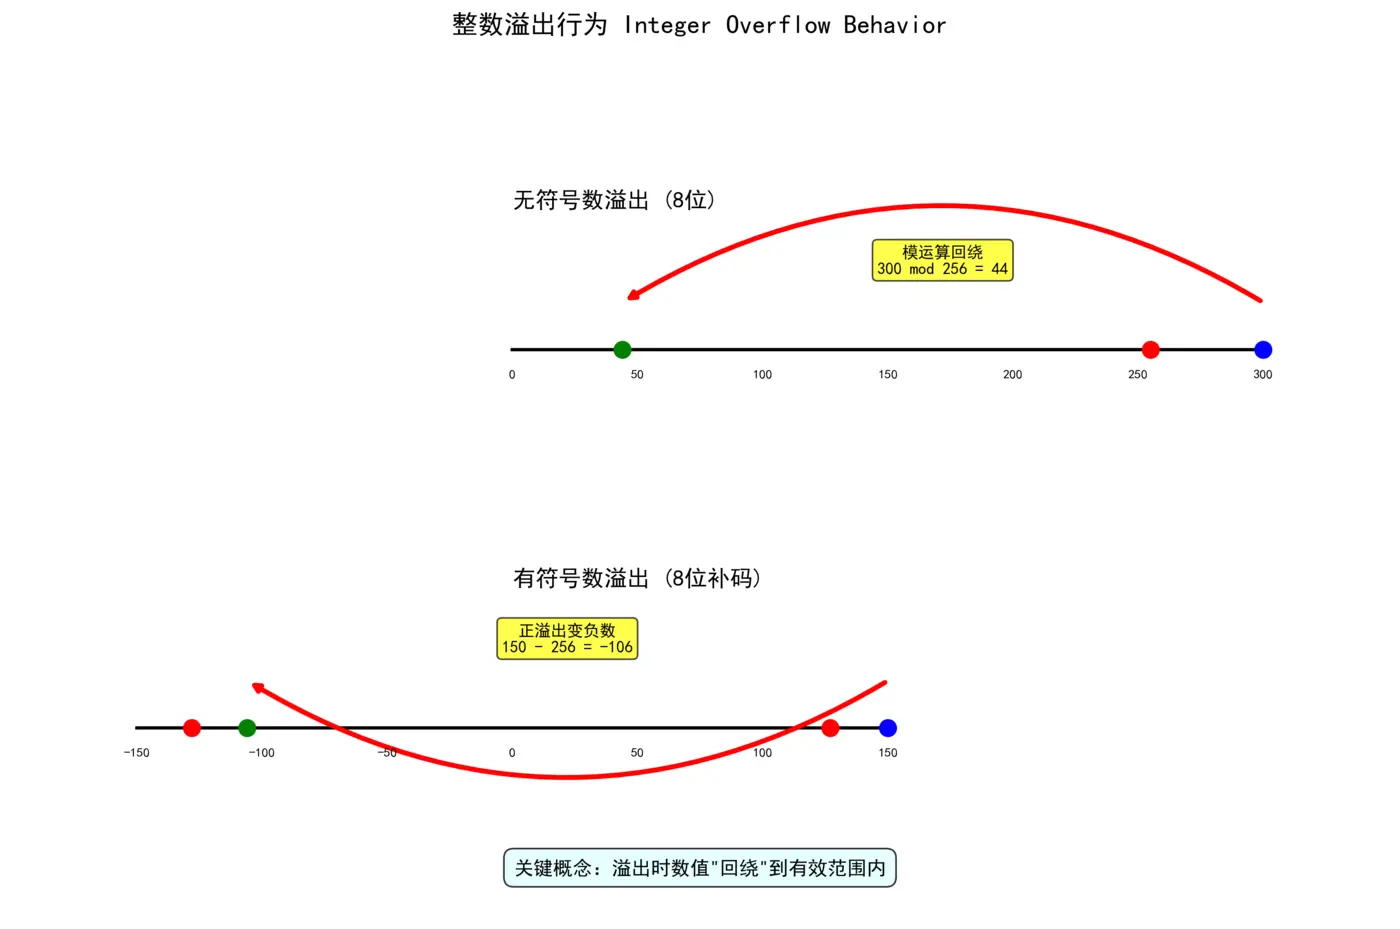 整数溢出行为 Integer Overflow Behavior
无符号数溢出 (8位)
模运算回绕
300 mod 256 = 44
0 50 100 150 200 250 300
有符号数溢出 (8位补码)
正溢出变负数
150 - 256 = -106
-150 -100 -50 0 50 100 150
关键概念: 溢出时数值"回绕"到有效范围内